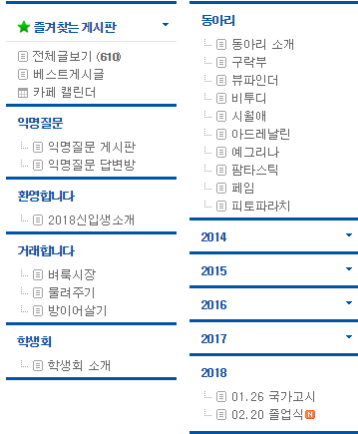 즐겨찾는 게시판
전체글보기 (610)
베스트게시글
카페 캘린더
익명질문
익명질문 게시판
익명질문 답변방
환영합니다
2018신입생소개
거래합니다
벼룩시장
물려주기
방이어살기
학생회
학생회 소개
동아리
동아리 소개
구락부
뷰파인더
비투디
시월애
아드레날린
예그리나
팜타스틱
페임
피토파랴치
2014
2015
2016
2017
2018
01.26 국가고시
02.20 졸업식 N